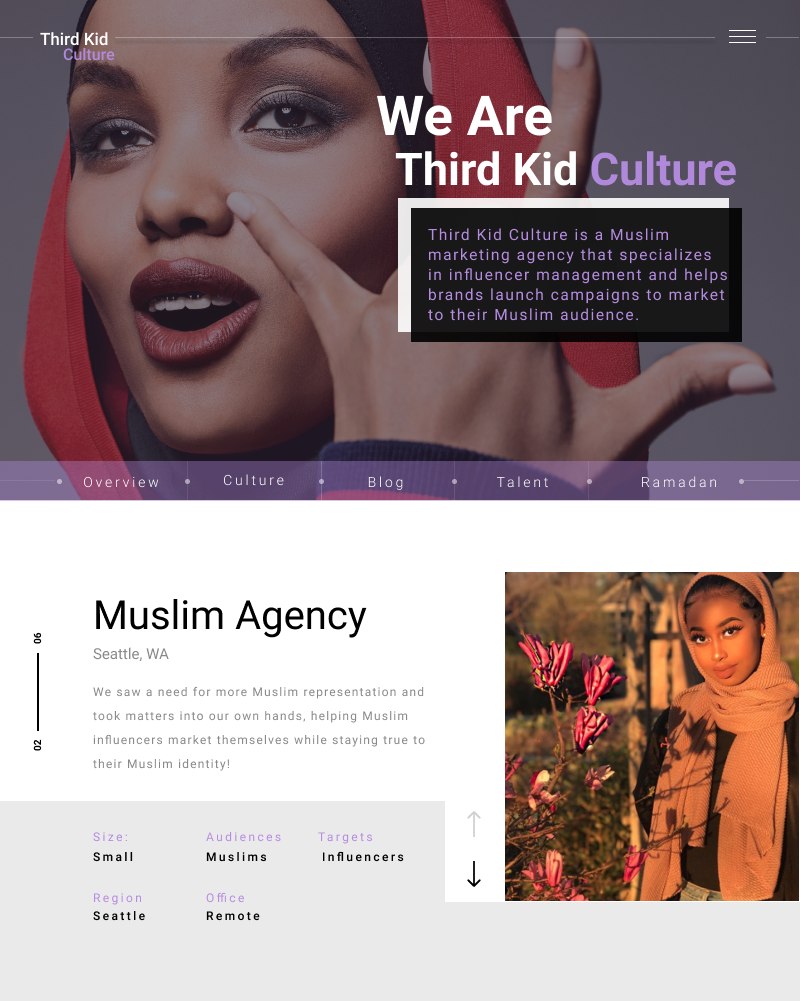 Third Kid
Culture
We Are
Third Kid Culture
Third Kid Culture is a Muslim
marketing agency that specializes
in influencer management and helps
brands launch campaigns to market
to their Muslim audience.
Overview Culture Blog Talent Ramadan
Muslim Agency
Seattle, WA
We saw a need for more Muslim representation and
took matters into our own hands, helping Muslim
influencers market themselves while staying true to
their Muslim identity!
06
02
Size: Audiences Targets
Small Muslims Influencers
Region Office
Seattle Remote